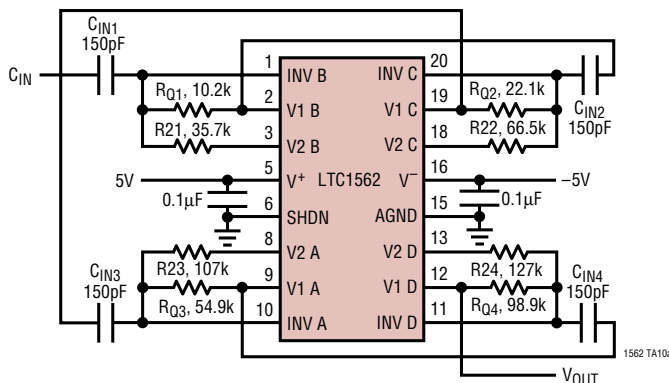 CIN1
150pF
CIN
1 INV B INV C 20
RQ1, 10.2k 2 V1 B V1 C 19 RQ2, 22.1k
CIN2
150pF
R21, 35.7k 3 V2 B V2 C 18 R22, 66.5k
5V 5 V+ LTC1562 V− 16 −5V
0.1µF 6 SHDN AGND 15 0.1µF
8 V2 A V2 D 13
CIN3
150pF
R23, 107k 9 V1 A V1 D 12 R24, 127k
CIN4
150pF
RQ3, 54.9k 10 INV A INV D 11 RQ4, 98.9k
1562 TA10a
VOUT